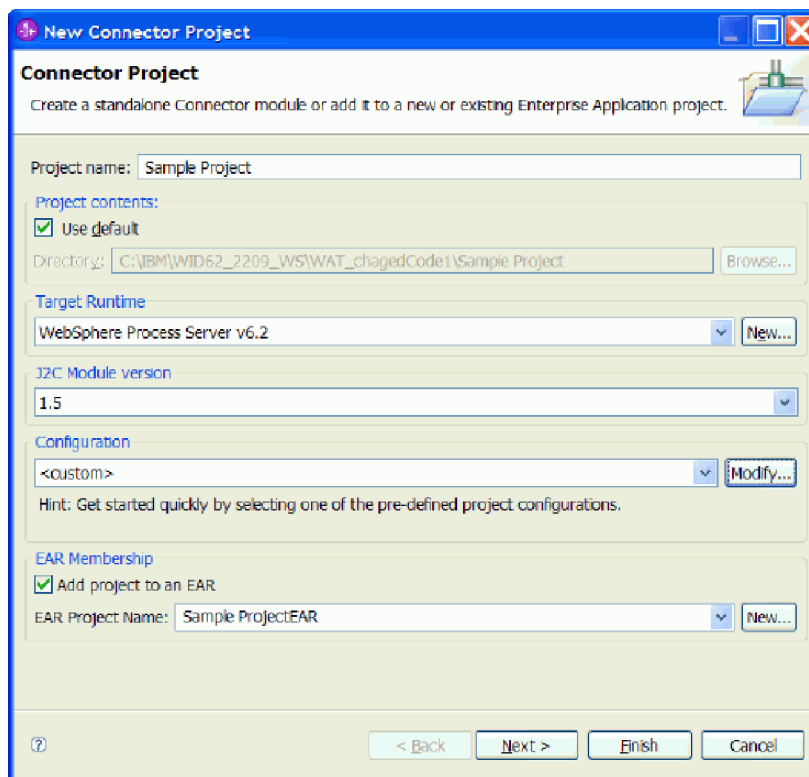 New Connector Project
Connector Project
Create a standalone Connector module or add it to a new or existing Enterprise Application project.
Project name: Sample Project
Project contents:
Use default
Directory: C:\IBM\WID62_2209_WS\WAT_chagedCode1\Sample Project Browse...
Target Runtime
WebSphere Process Server v6.2 New...
J2C Module version
1.5
Configuration
<custom> Modify...
Hint: Get started quickly by selecting one of the pre-defined project configurations.
EAR Membership
Add project to an EAR
EAR Project Name: Sample ProjectEAR New...
? < Back Next > Finish Cancel